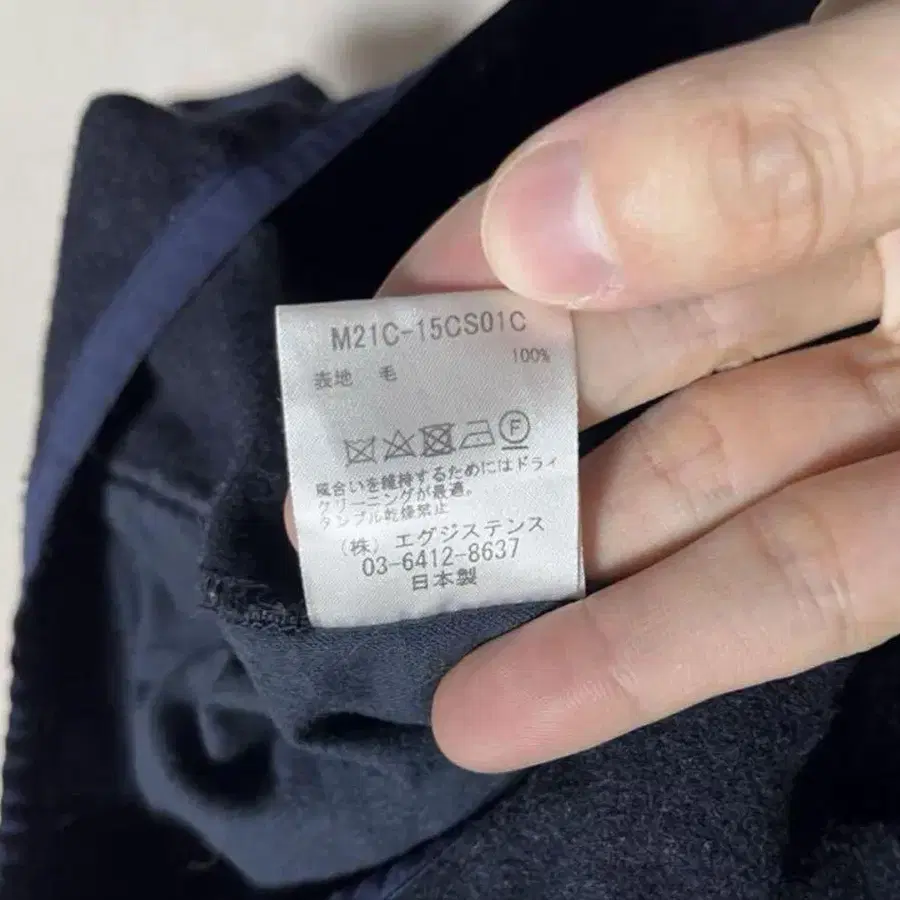 M21C-15CS01C
表地 毛 100%
Ⓕ
風合いを維持するためにはドライ
クリーニングが最適。
タンブル乾燥禁止
(株) エグジステンス
03-6412-8637
日本製